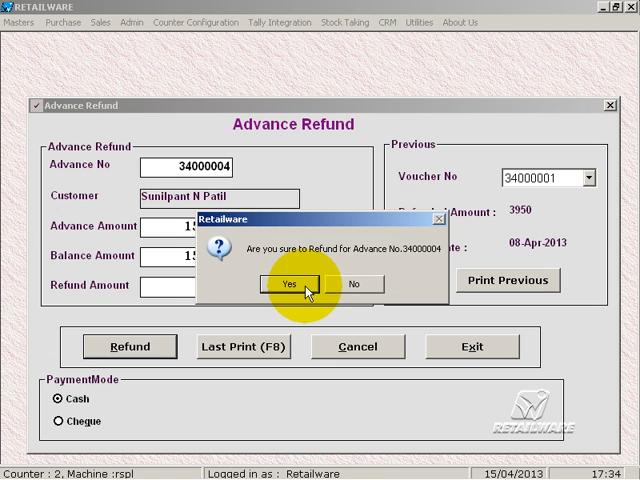 RETAILWARE
Masters Purchase Sales Admin Counter Configuration Tally Integration Stock Taking CRM Utilities About Us
Advance Refund
Advance Refund
Advance Refund
Advance No 34000004
Customer Sunilpant N Patil
Advance Amount
Balance Amount
Refund Amount
Previous
Voucher No 34000001
Amount : 3950
: 08-Apr-2013
Print Previous
Retailware
Are you sure to Refund for Advance No.34000004
Yes No
Refund Last Print (F8) Cancel Exit
PaymentMode
Cash
Cheque
RETAILWARE
Counter : 2, Machine :rspl Logged in as : Retailware 15/04/2013 17:34